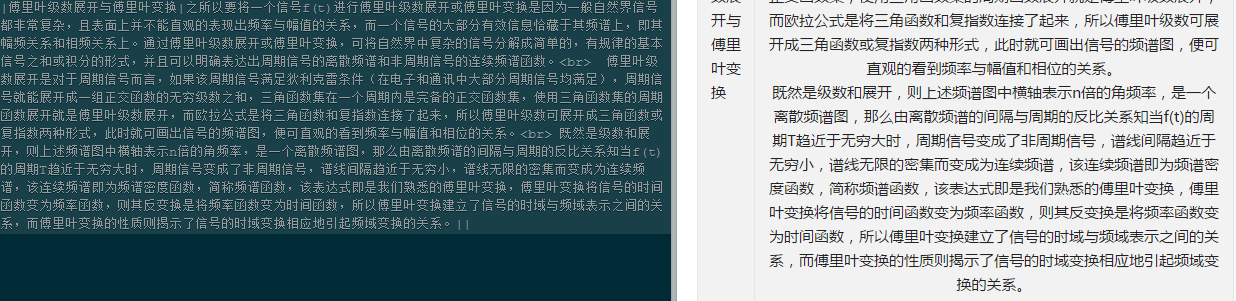 |傅里叶级数展开与傅里叶变换|之所以要将一个信号f(t)进行傅里叶级数展开或傅里叶变换是因为一般自然界信号
都非常复杂，且表面上并不能直观的表现出频率与幅值的关系，而一个信号的大部分有效信息恰藏于其频谱上，即其
幅频关系和相频关系上。通过傅里叶级数展开或傅里叶变换，可将自然界中复杂的信号分解成简单的，有规律的基本
信号之和或积分的形式，并且可以明确表达出周期信号的离散频谱和非周期信号的连续频谱函数。<br>  傅里叶级
数展开是对于周期信号而言，如果该周期信号满足狄利克雷条件（在电子和通讯中大部分周期信号均满足），周期信
号就能展开成一组正交函数的无穷级数之和，三角函数集在一个周期内是完备的正交函数集，使用三角函数集的周期
函数展开就是傅里叶级数展开，而欧拉公式是将三角函数和复指数连接了起来，所以傅里叶级数可展开成三角函数或
复指数两种形式，此时就可画出信号的频谱图，便可直观的看到频率与幅值和相位的关系。<br> 既然是级数和展
开，则上述频谱图中横轴表示n倍的角频率，是一个离散频谱图，那么由离散频谱的间隔与周期的反比关系知当f(t)
的周期T趋近于无穷大时，周期信号变成了非周期信号，谱线间隔趋近于无穷小，谱线无限的密集而变成为连续频
谱，该连续频谱即为频谱密度函数，简称频谱函数，该表达式即是我们熟悉的傅里叶变换，傅里叶变换将信号的时间
函数变为频率函数，则其反变换是将频率函数变为时间函数，所以傅里叶变换建立了信号的时域与频域表示之间的关
系，而傅里叶变换的性质则揭示了信号的时域变换相应地引起频域变换的关系。||
开与
傅里
叶变
换
而欧拉公式是将三角函数和复指数连接了起来，所以傅里叶级数可展
开成三角函数或复指数两种形式，此时就可画出信号的频谱图，便可
直观的看到频率与幅值和相位的关系。
既然是级数和展开，则上述频谱图中横轴表示n倍的角频率，是一个
离散频谱图，那么由离散频谱的间隔与周期的反比关系知当f(t)的周
期T趋近于无穷大时，周期信号变成了非周期信号，谱线间隔趋近于
无穷小，谱线无限的密集而变成为连续频谱，该连续频谱即为频谱密
度函数，简称频谱函数，该表达式即是我们熟悉的傅里叶变换，傅里
叶变换将信号的时间函数变为频率函数，则其反变换是将频率函数变
为时间函数，所以傅里叶变换建立了信号的时域与频域表示之间的关
系，而傅里叶变换的性质则揭示了信号的时域变换相应地引起频域变
换的关系。